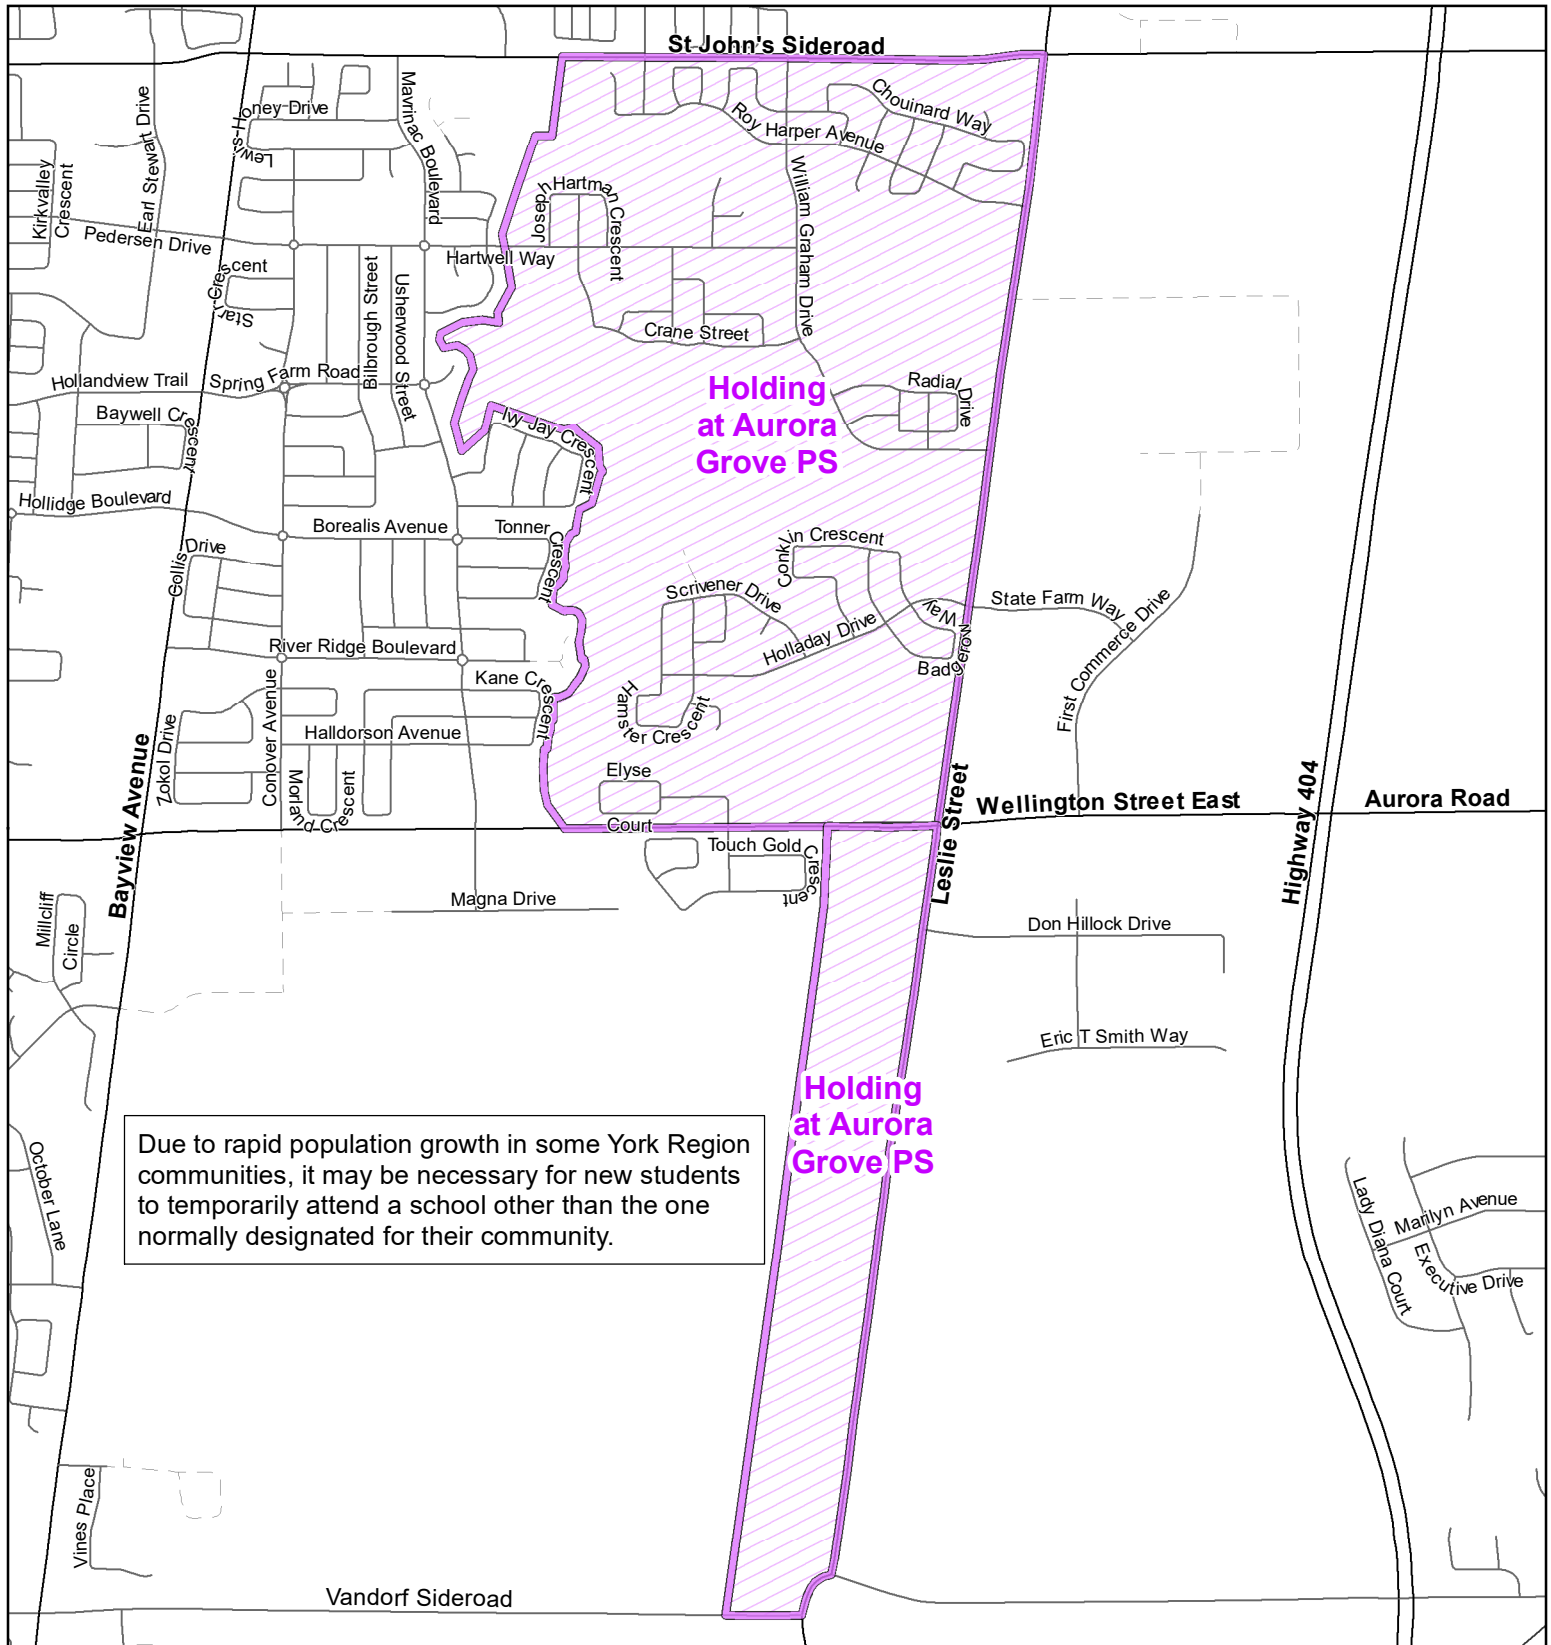 St John's Sideroad
Mavrinac Boulevard
Lewis-Honey Drive
Earl Stewart Drive
Kirkvalley
Crescent
Pedersen Drive
Star Crescent
Chouinard Way
Roy Harper Avenue
William Graham Drive
Joseph Hartman Crescent
Hartwell Way
Bilbrough Street
Usherwood Street
Crane Street
Hollandview Trail
Spring Farm Road
Radial Drive
Holding
at Aurora
Grove PS
Baywell Crescent
Ivy Jay Crescent
Hollidge Boulevard
Borealis Avenue
Tonner Crescent
Collis Drive
Conklin Crescent
Scrivener Drive
Holladay Drive
Badgerow Way
State Farm Way
First Commerce Drive
River Ridge Boulevard
Kane Crescent
Hamster Crescent
Conover Avenue
Zokol Drive
Halldorson Avenue
Moriand Crescent
Elyse
Court
Bayview Avenue
Leslie Street
Wellington Street East
Highway 404
Aurora Road
Touch Gold Crescent
Magna Drive
Millcliff
Circle
Don Hillock Drive
Eric T Smith Way
Holding
at Aurora
Grove PS
Due to rapid population growth in some York Region
communities, it may be necessary for new students
to temporarily attend a school other than the one
normally designated for their community.
October Lane
Lady Diana Court
Marilyn Avenue
Executive Drive
Vines Place
Vandorf Sideroad